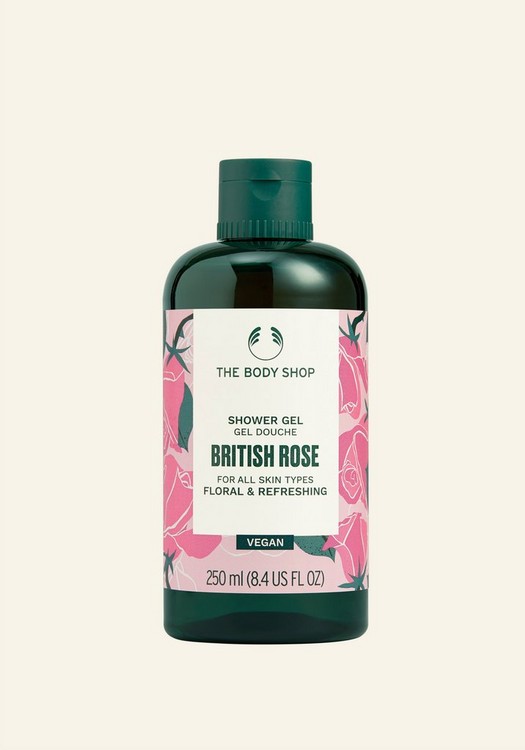 THE BODY SHOP
SHOWER GEL
GEL DOUCHE
BRITISH ROSE
FOR ALL SKIN TYPES
FLORAL & REFRESHING
VEGAN
250 ml (8.4 US FL OZ)